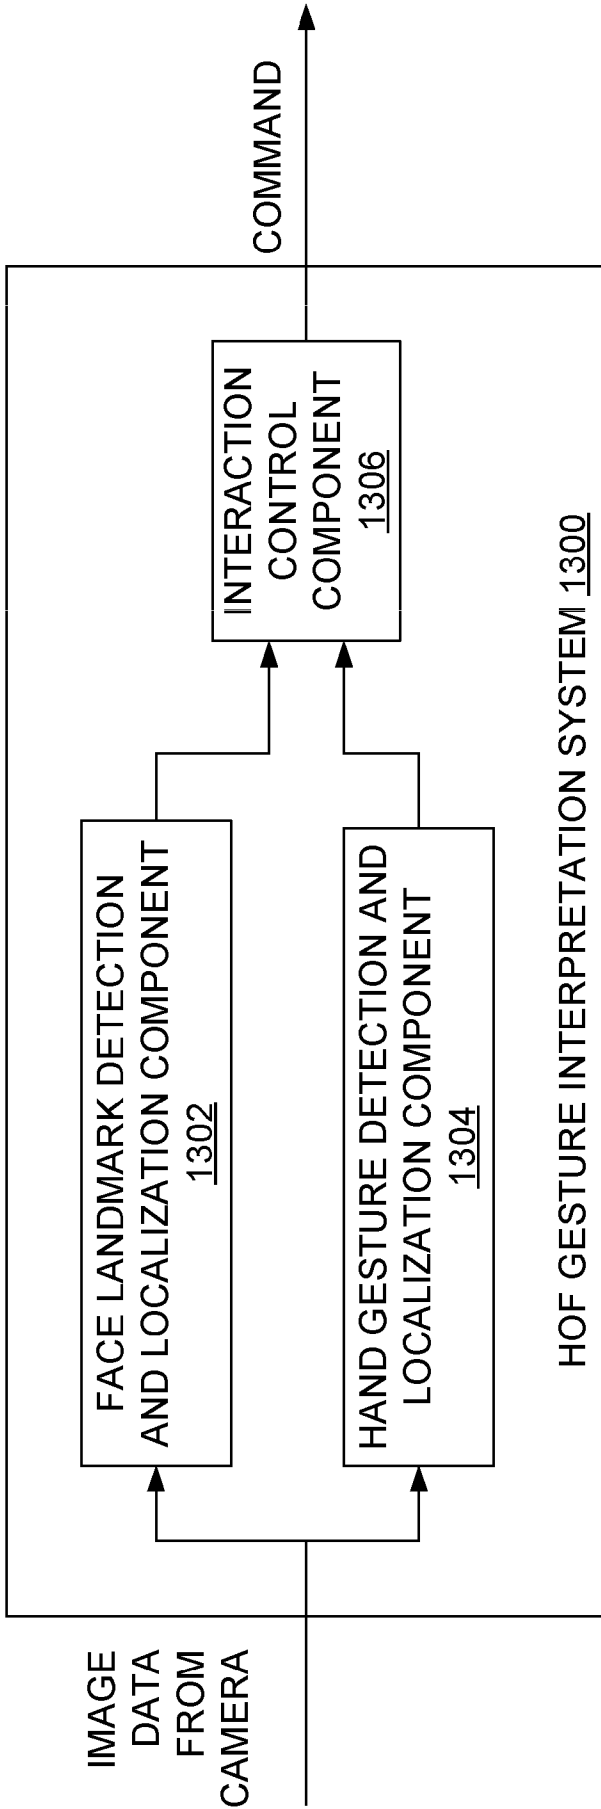 IMAGE
DATA
FROM
CAMERA
FACE LANDMARK DETECTION
AND LOCALIZATION COMPONENT
1302
HAND GESTURE DETECTION AND
LOCALIZATION COMPONENT
1304
INTERACTION
CONTROL
COMPONENT
1306
COMMAND
HOF GESTURE INTERPRETATION SYSTEM 1300